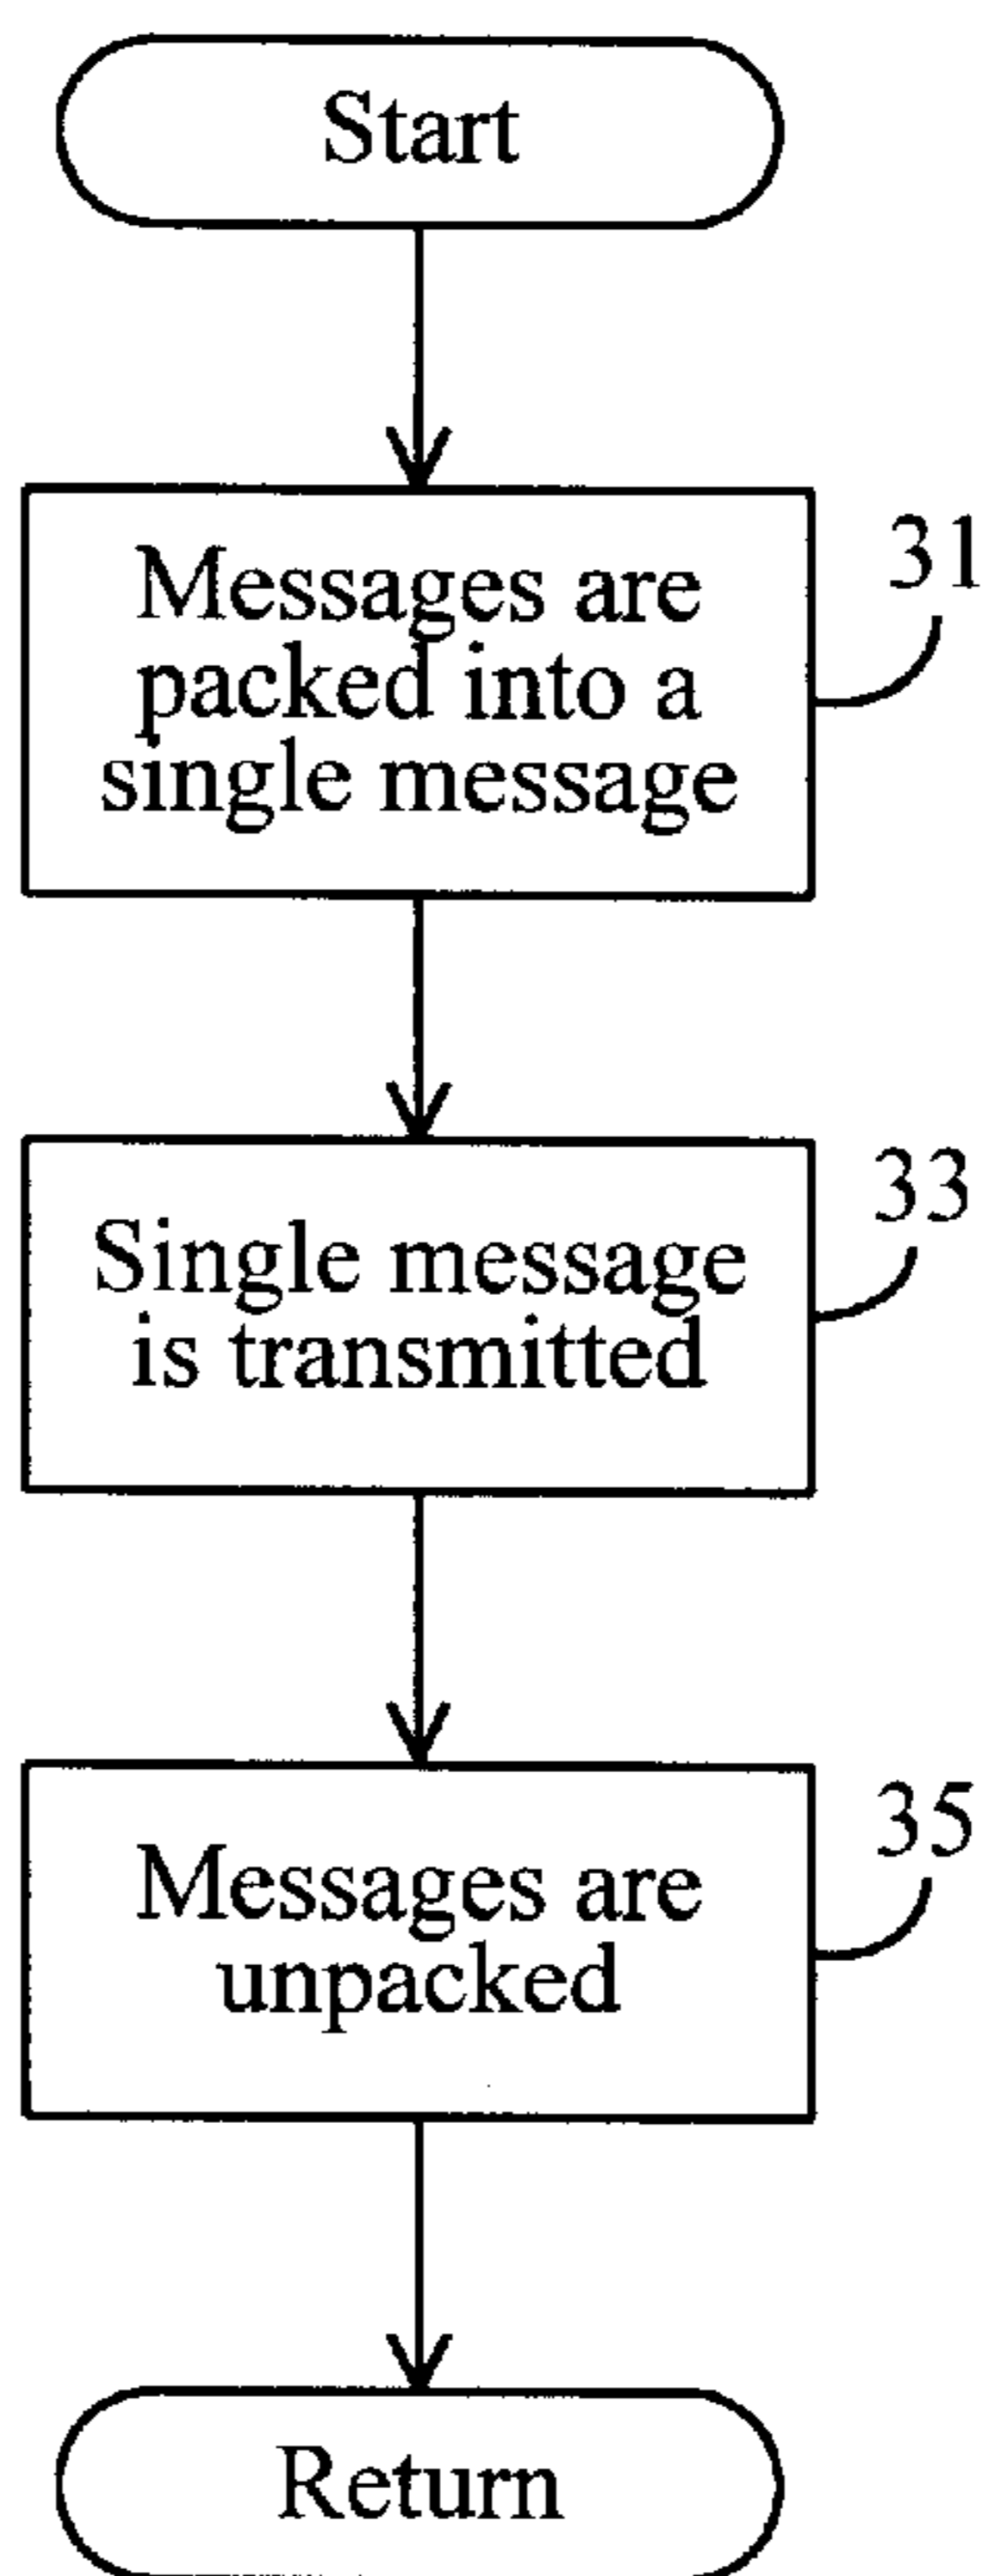 Start
Messages are
packed into a
single message
31
Single message
is transmitted
33
Messages are
unpacked
35
Return